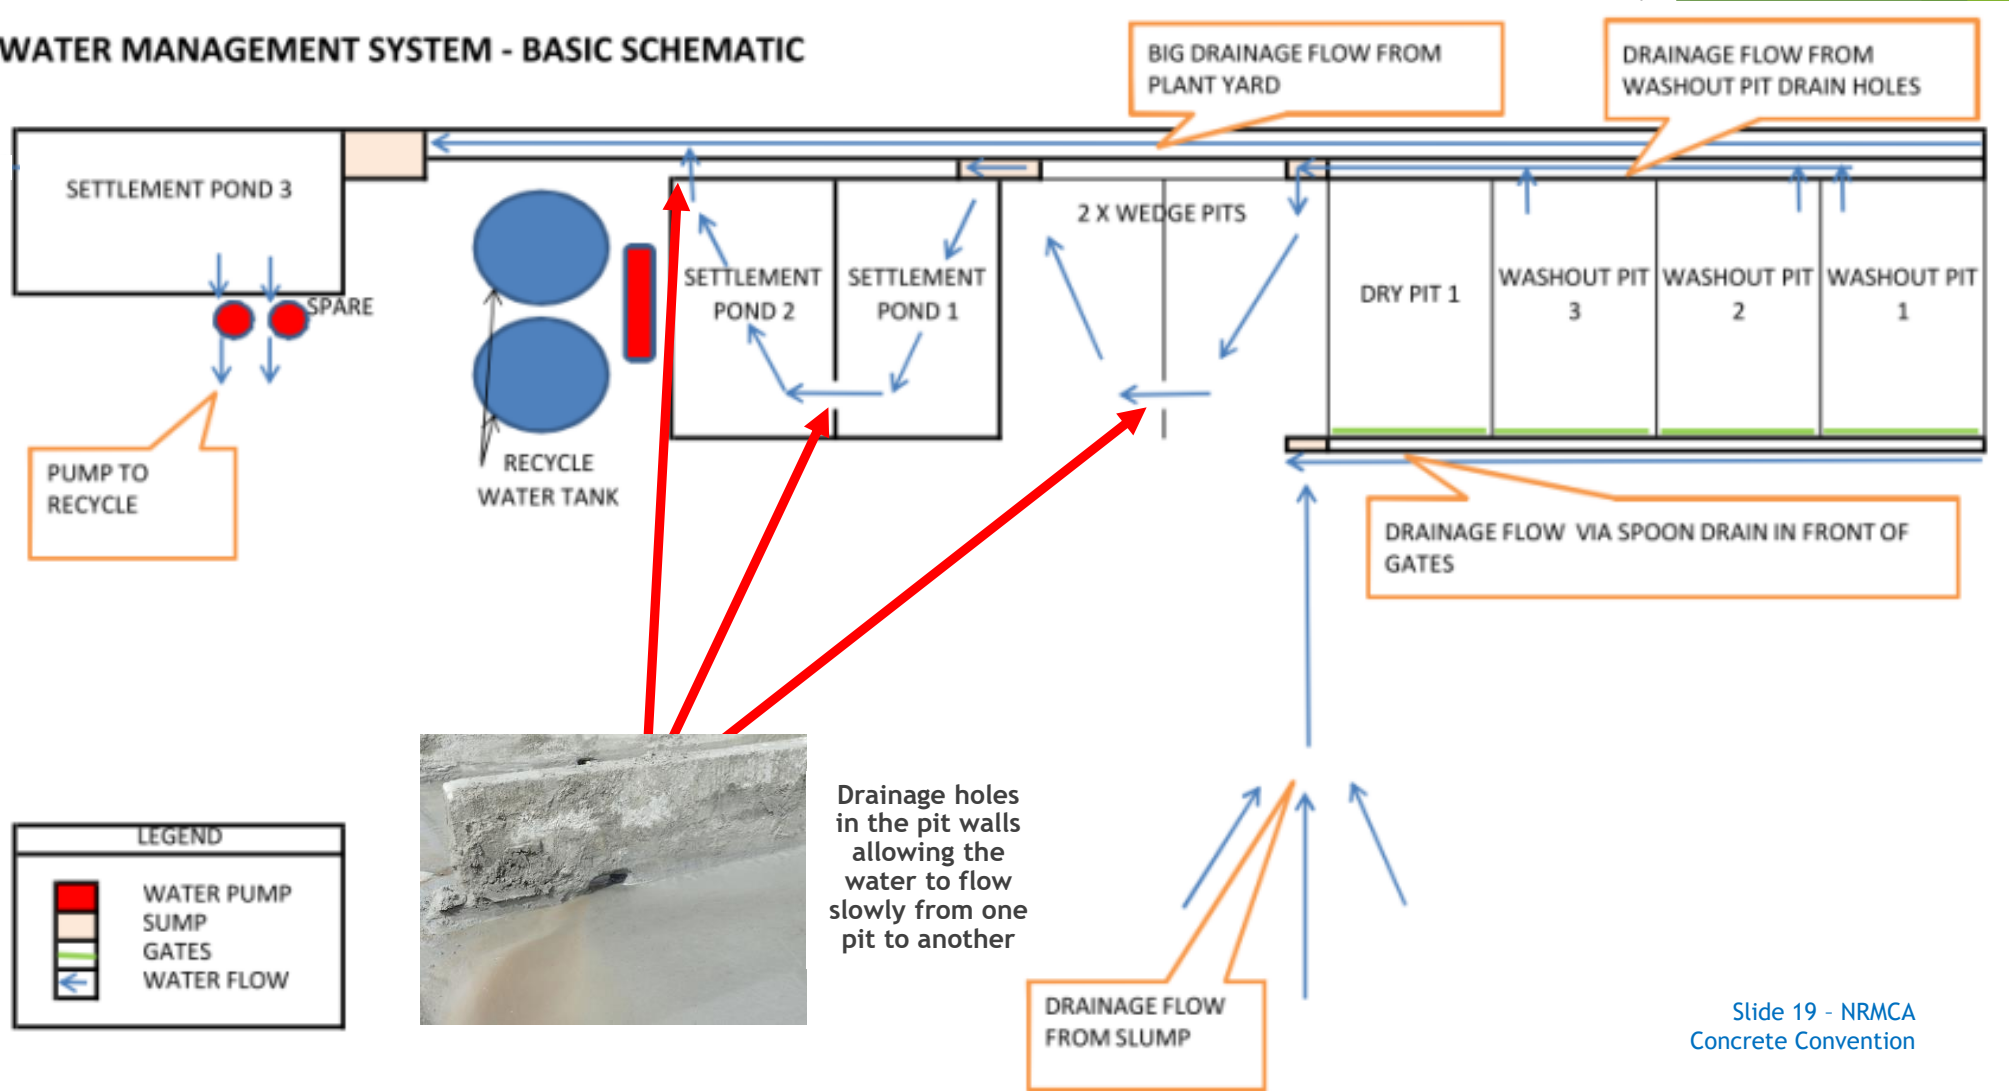 WATER MANAGEMENT SYSTEM - BASIC SCHEMATIC
BIG DRAINAGE FLOW FROM
PLANT YARD
DRAINAGE FLOW FROM
WASHOUT PIT DRAIN HOLES
SETTLEMENT POND 3
SPARE
PUMP TO
RECYCLE
RECYCLE
WATER TANK
SETTLEMENT
POND 2
SETTLEMENT
POND 1
2 X WEDGE PITS
DRY PIT 1
WASHOUT PIT
3
WASHOUT PIT
2
WASHOUT PIT
1
DRAINAGE FLOW VIA SPOON DRAIN IN FRONT OF
GATES
LEGEND
WATER PUMP
SUMP
GATES
WATER FLOW
Drainage holes
in the pit walls
allowing the
water to flow
slowly from one
pit to another
DRAINAGE FLOW
FROM SLUMP
Slide 19 - NRMCA
Concrete Convention